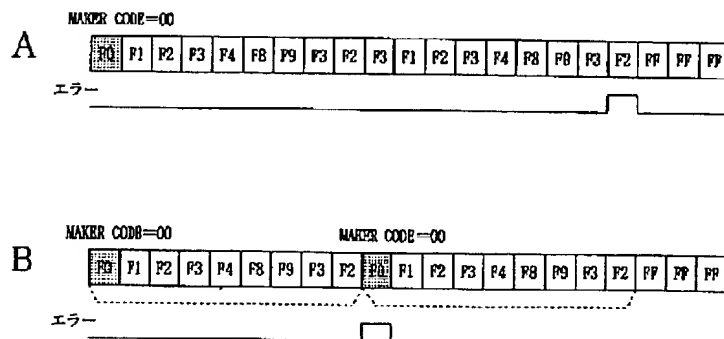 MAKER CODE=00
A
F0 F1 F2 F3 F4 F8 F9 F3 F2 F3 F1 F2 F3 F4 F8 F8 F3 F2 FF FF FF
エラー
MAKER CODE=00 MAKER CODE=00
B
F0 F1 F2 F3 F4 F8 F9 F3 F2 F0 F1 F2 F3 F4 F8 F9 F3 F2 FF FF FF
エラー